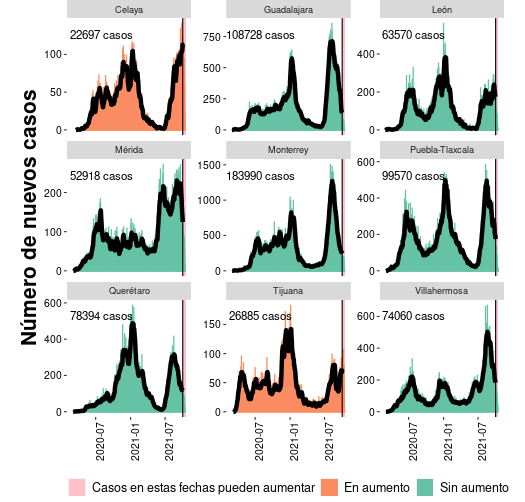 Celaya
Guadalajara
León
22697 casos
108728 casos
63570 casos
100
50
0
750
500
250
0
400
200
0
Mérida
Monterrey
Puebla-Tlaxcala
52918 casos
183990 casos
99570 casos
200
100
0
1500
1000
500
0
600
400
200
0
Querétaro
Tijuana
Villahermosa
78394 casos
26885 casos
74060 casos
600
400
200
0
150
100
50
0
600
400
200
0
2020-07
2021-01
2021-07
2020-07
2021-01
2021-07
2020-07
2021-01
2021-07
Número de nuevos casos
Casos en estas fechas pueden aumentar
En aumento
Sin aumento